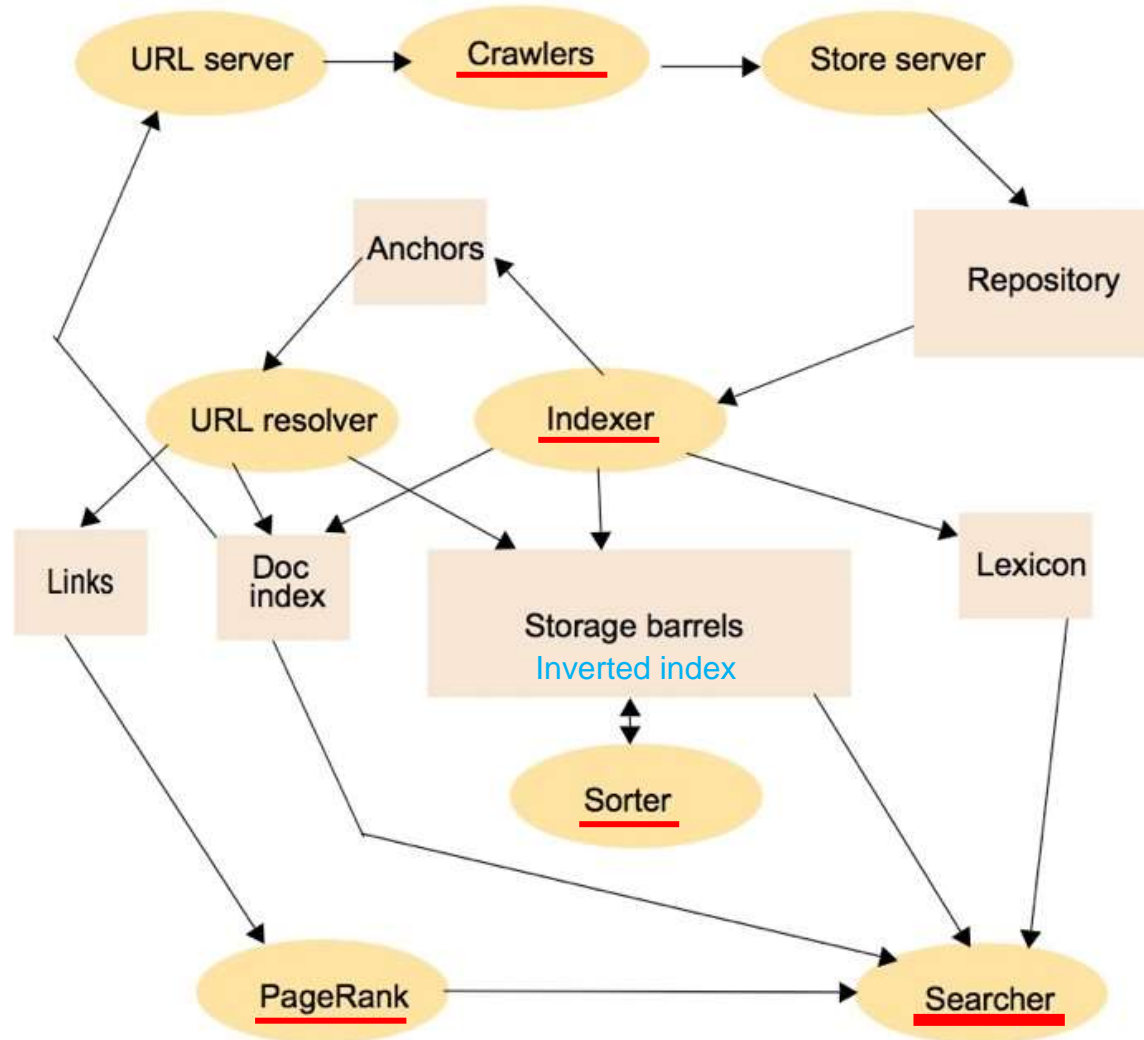 URL server
Crawlers
Store server
Anchors
Repository
URL resolver
Indexer
Links
Doc
index
Lexicon
Storage barrels
Inverted index
Sorter
PageRank
Searcher